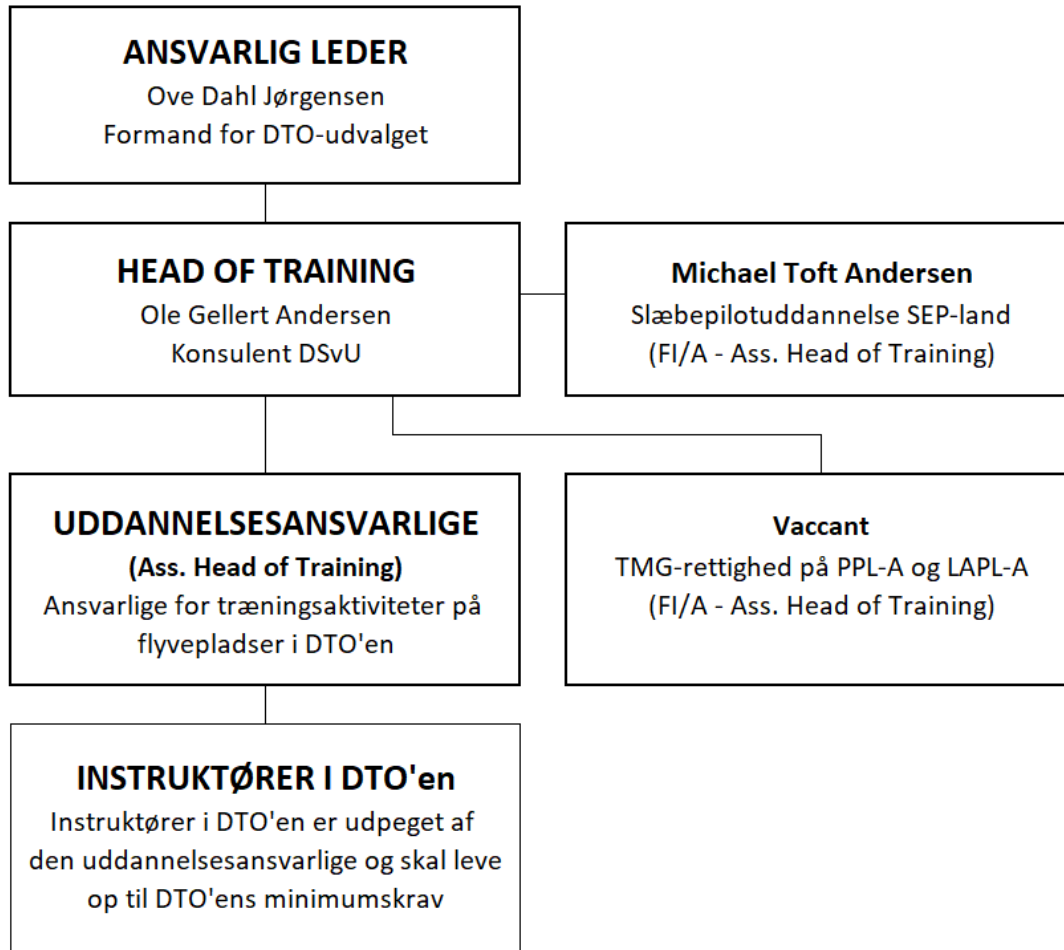 ANSVARLIG LEDER
Ove Dahl Jørgensen
Formand for DTO-udvalget
HEAD OF TRAINING
Ole Gellert Andersen
Konsulent DSvU
Michael Toft Andersen
Slæbepilotuddannelse SEP-land
(FI/A - Ass. Head of Training)
UDDANNELSESANSVARLIGE
(Ass. Head of Training)
Ansvarlige for træningsaktiviteter på
flyvepladser i DTO'en
Vaccant
TMG-rettighed på PPL-A og LAPL-A
(FI/A - Ass. Head of Training)
INSTRUKTØRER I DTO'en
Instruktører i DTO'en er udpeget af
den uddannelsesansvarlige og skal leve
op til DTO'ens minimumskrav